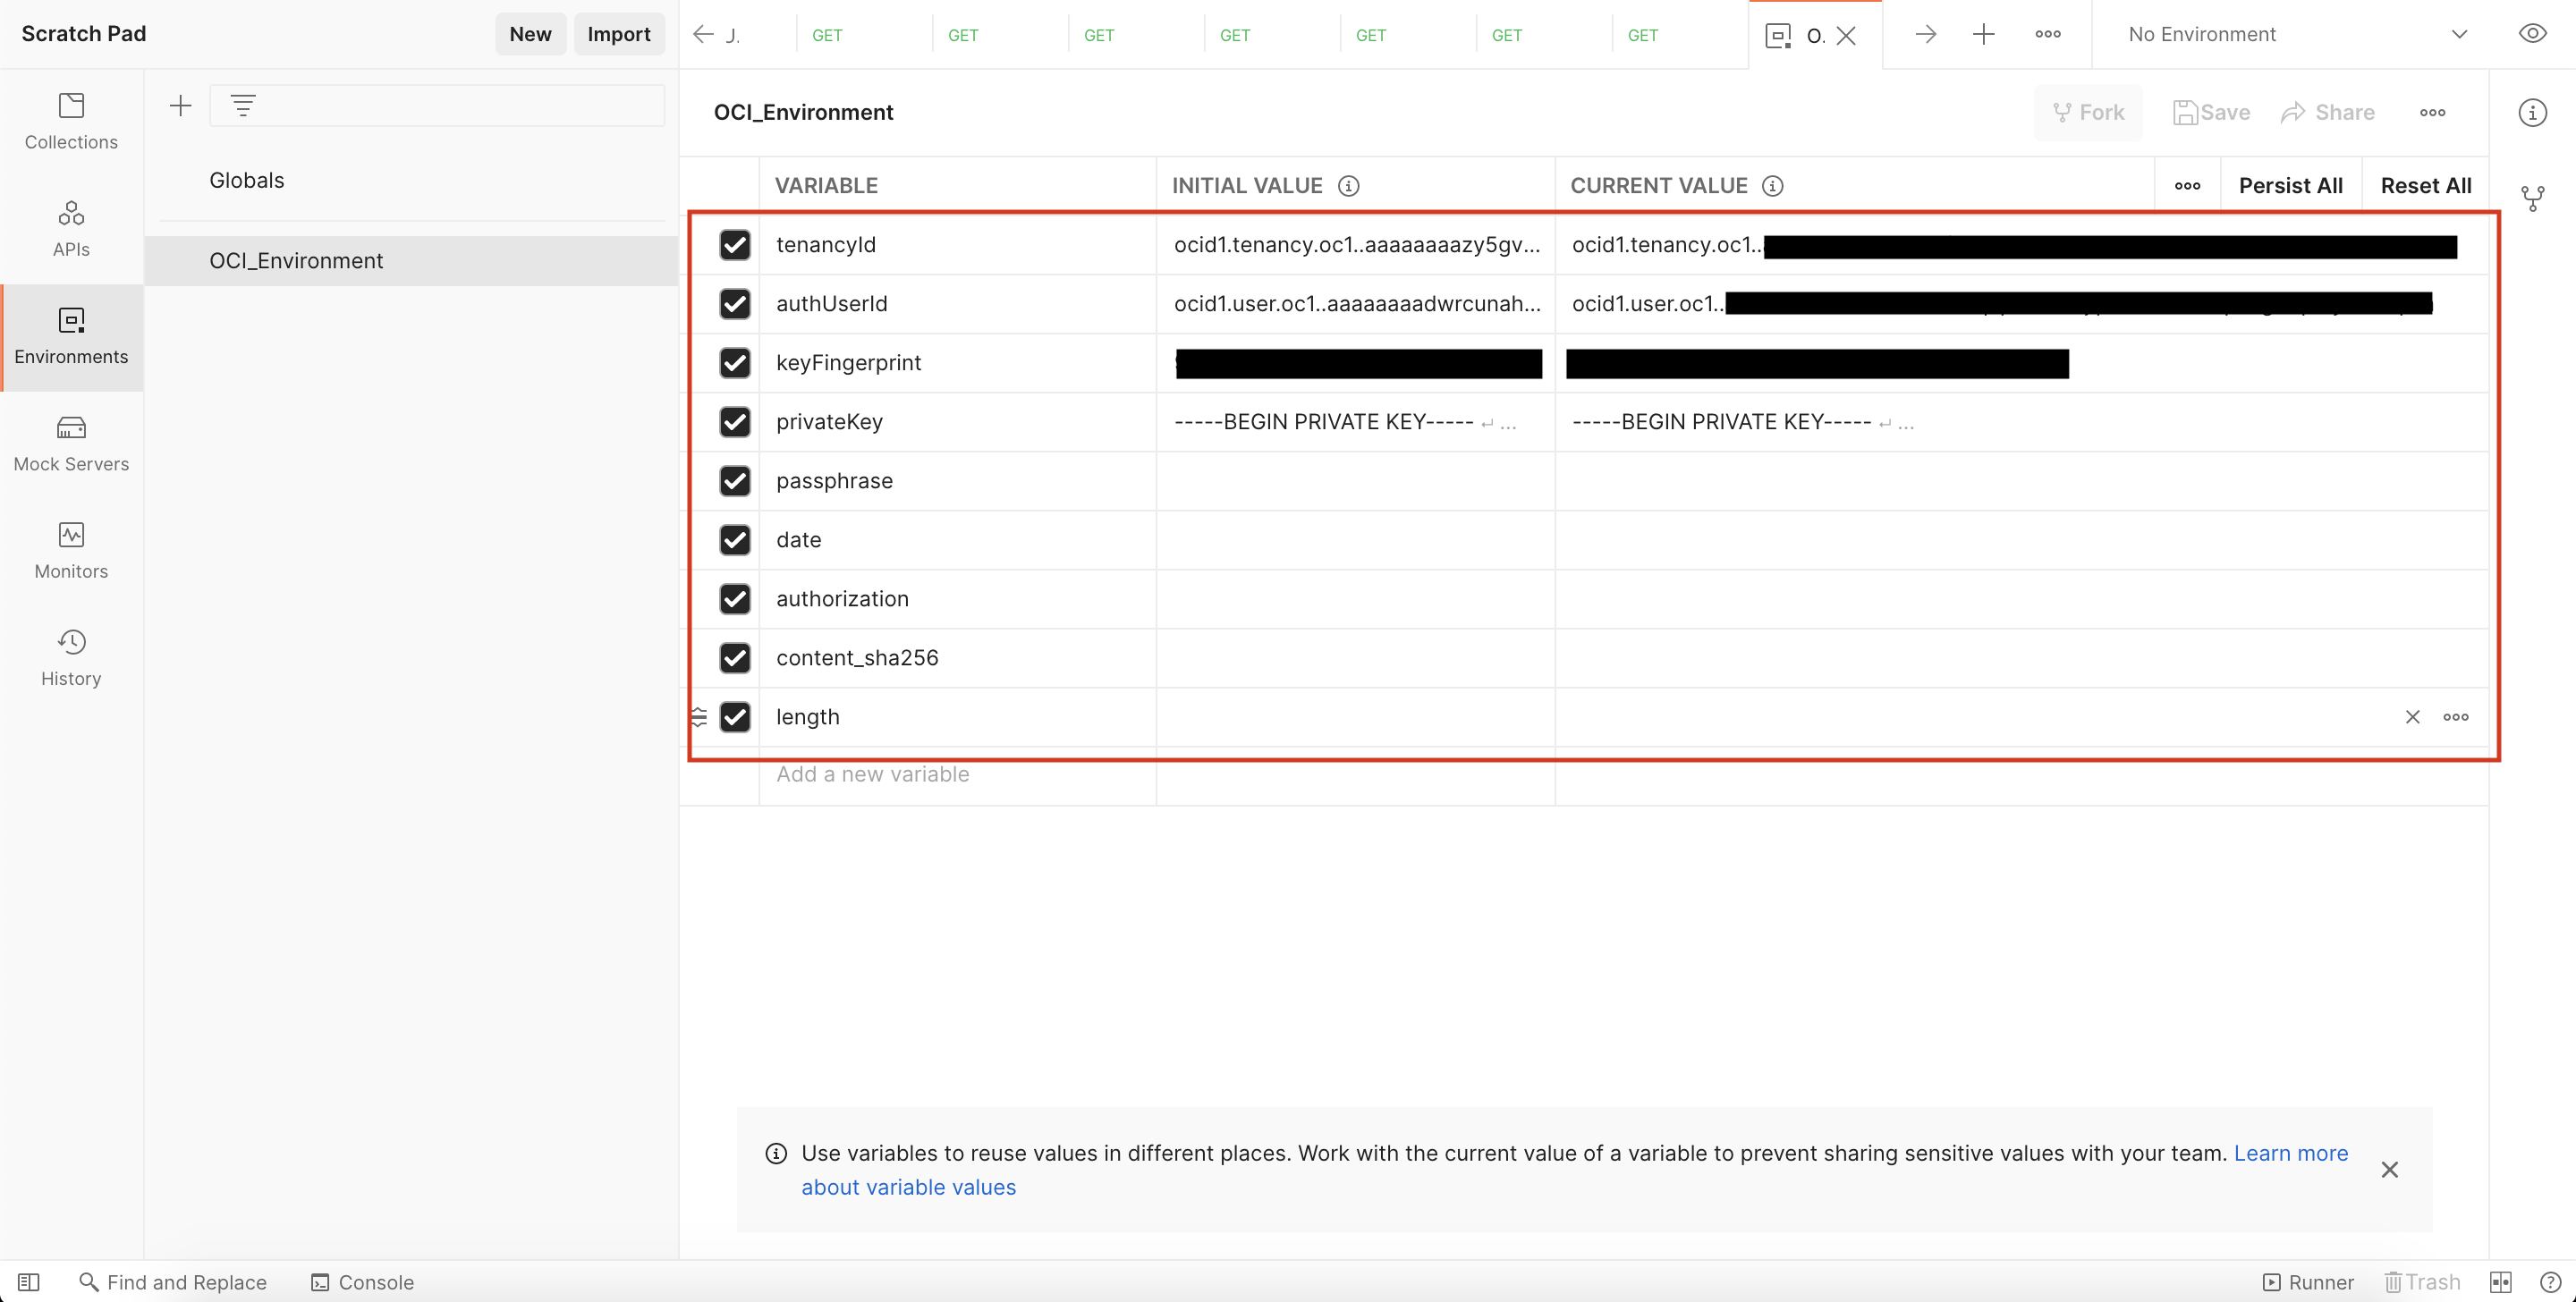 Scratch Pad
New
Import
J.
GET
GET
GET
GET
GET
GET
GET
O.
No Environment
Collections
APIs
Environments
Mock Servers
Monitors
History
Globals
OCI_Environment
OCI_Environment
Fork
Save
Share
VARIABLE INITIAL VALUE CURRENT VALUE Persist All Reset All
tenancyId ocid1.tenancy.oc1..aaaaaaaazy5gv... ocid1.tenancy.oc1..
authUserId ocid1.user.oc1..aaaaaaaadwrcunah... ocid1.user.oc1..
keyFingerprint
privateKey -----BEGIN PRIVATE KEY----- ↵ ... -----BEGIN PRIVATE KEY----- ↵ ...
passphrase
date
authorization
content_sha256
length
Add a new variable
Use variables to reuse values in different places. Work with the current value of a variable to prevent sharing sensitive values with your team. Learn more
about variable values
Find and Replace
Console
Runner
Trash